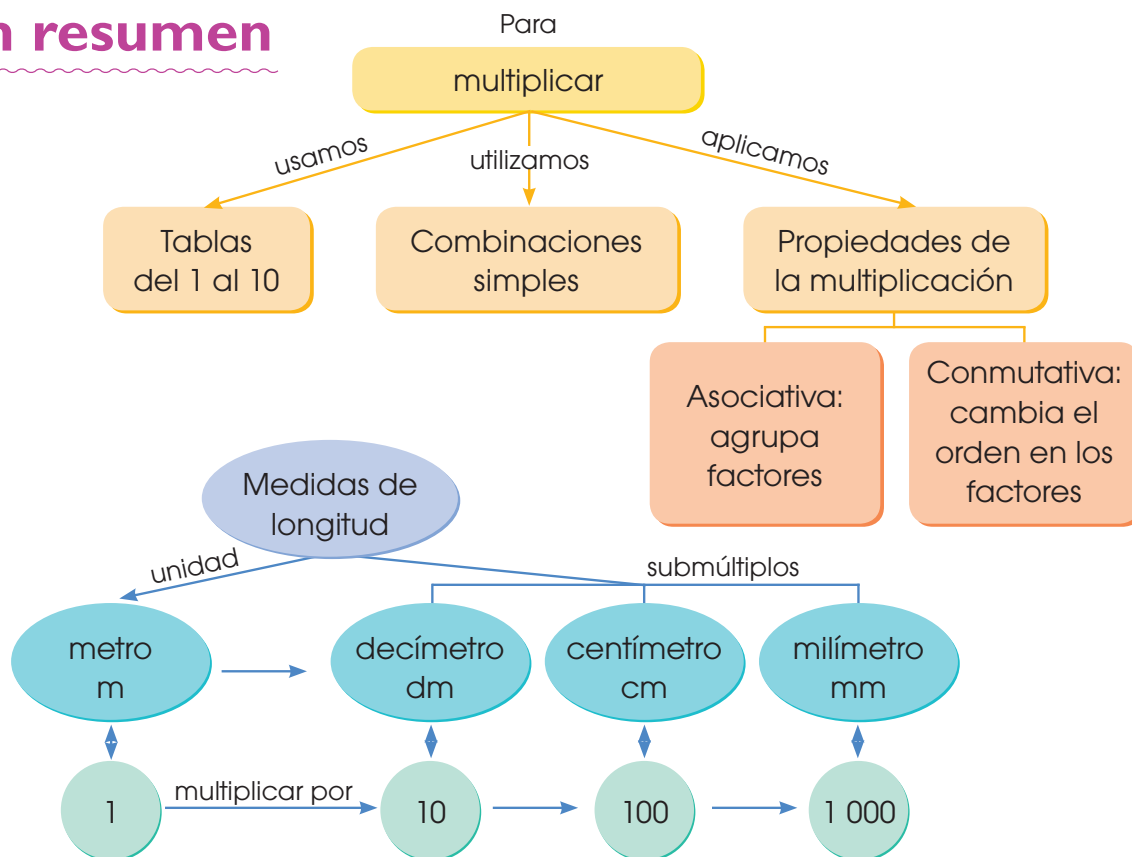 n resumen
Para
multiplicar
usamos
utilizamos
aplicamos
Tablas
del 1 al 10
Combinaciones
simples
Propiedades de
la multiplicación
Asociativa:
agrupa
factores
Conmutativa:
cambia el
orden en los
factores
Medidas de
longitud
unidad
submúltiplos
metro
m
decímetro
dm
centímetro
cm
milímetro
mm
1
multiplicar por
10
100
1 000